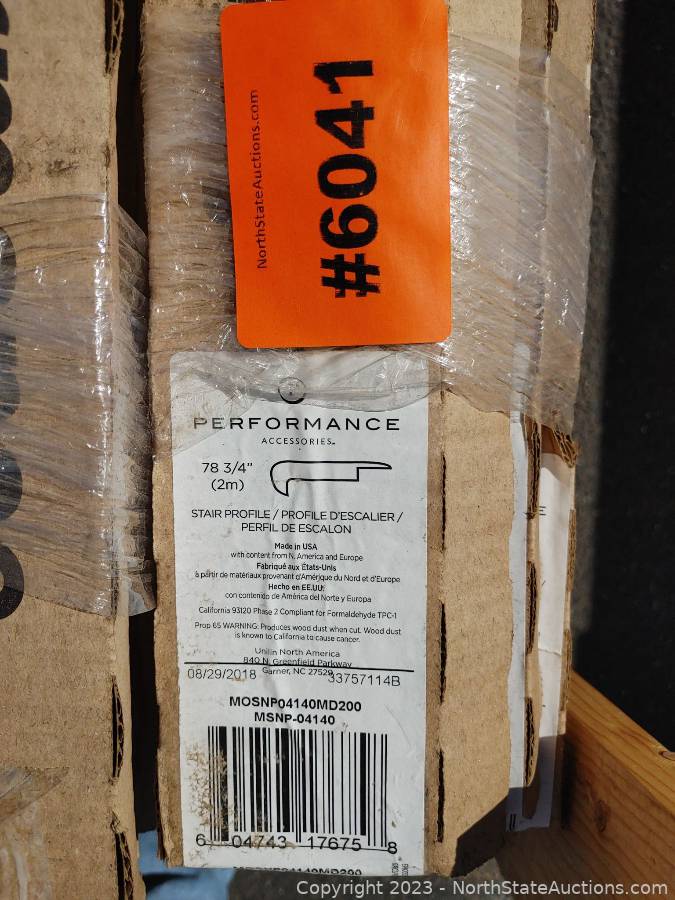 NorthStateAuctions.com
#6041
PERFORMANCE
ACCESSORIES™
78 3/4"
(2m)
STAIR PROFILE / PROFILE D'ESCALIER /
PERFIL DE ESCALON
Made in USA
with content from N. America and Europe
Fabriqué aux États-Unis
à partir de matériaux provenant d'Amérique du Nord et d'Europe
Hecho en EE.UU.
con contenido de América del Norte y Europa
California 93120 Phase 2 Compliant for Formaldehyde TPC-1
Prop 65 WARNING: Produces wood dust when cut. Wood dust
is known to California to cause cancer.
Unilin North America
840 N. Greenfield Parkway
Garner, NC 27529
08/29/2018 33757114B
MOSNP04140MD200
MSNP-04140
6 04743 17675 8
MOSNP04140MD200
Copyright © 2023 - NorthStateAuctions.com